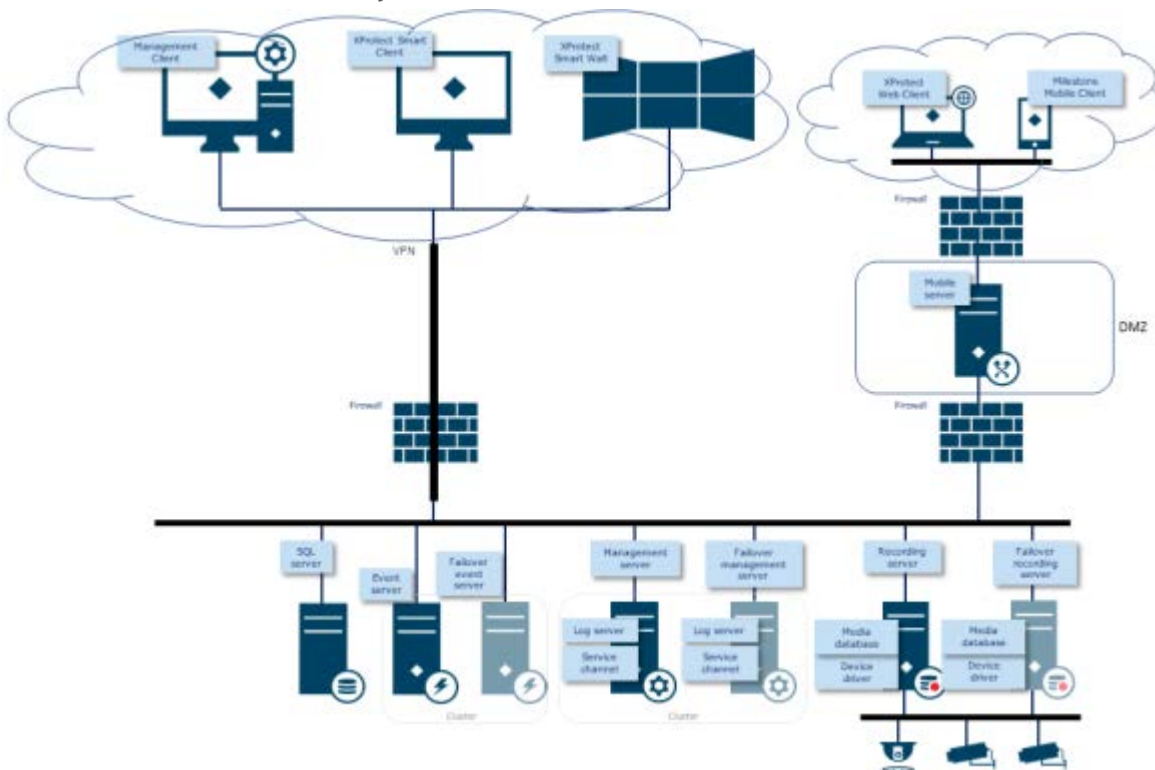 Management
Client
XProtect Smart
Client
XProtect
Smart Wall
XProtect
Web Client
Milestone
Mobile Client
Firewall
VPN
Mobile
server
DMZ
Firewall
Firewall
SQL
server
Event
server
Failover
event
server
Management
server
Failover
management
server
Recording
server
Failover
recording
server
Log server
Service
channel
Log server
Service
channel
Media
database
Device
driver
Media
database
Device
driver
Cluster
Cluster